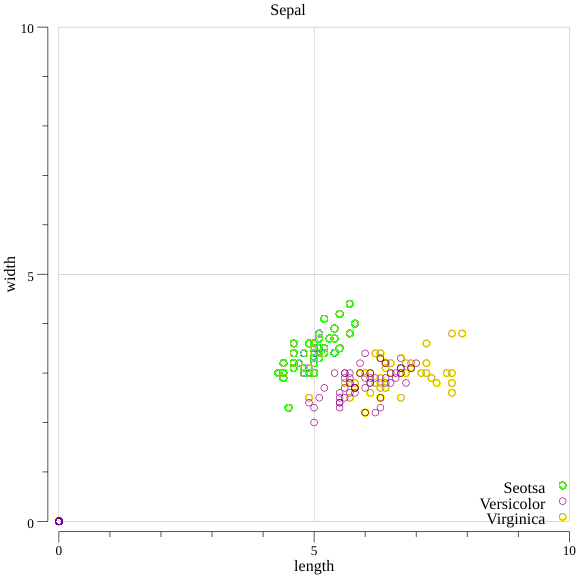 Sepal
10
width
5
0
Seotsa
Versicolor
Virginica
0
5
10
length